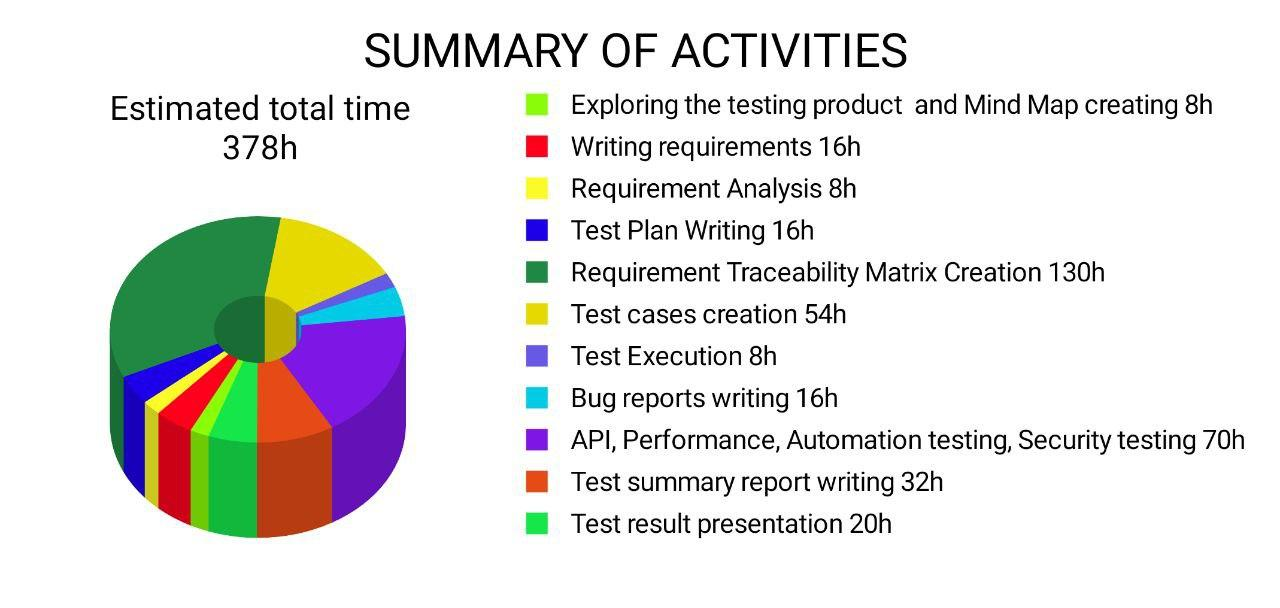 SUMMARY OF ACTIVITIES
Estimated total time
378h
Exploring the testing product  and Mind Map creating 8h
Writing requirements 16h
Requirement Analysis 8h
Test Plan Writing 16h
Requirement Traceability Matrix Creation 130h
Test cases creation 54h
Test Execution 8h
Bug reports writing 16h
API, Performance, Automation testing, Security testing 70h
Test summary report writing 32h
Test result presentation 20h